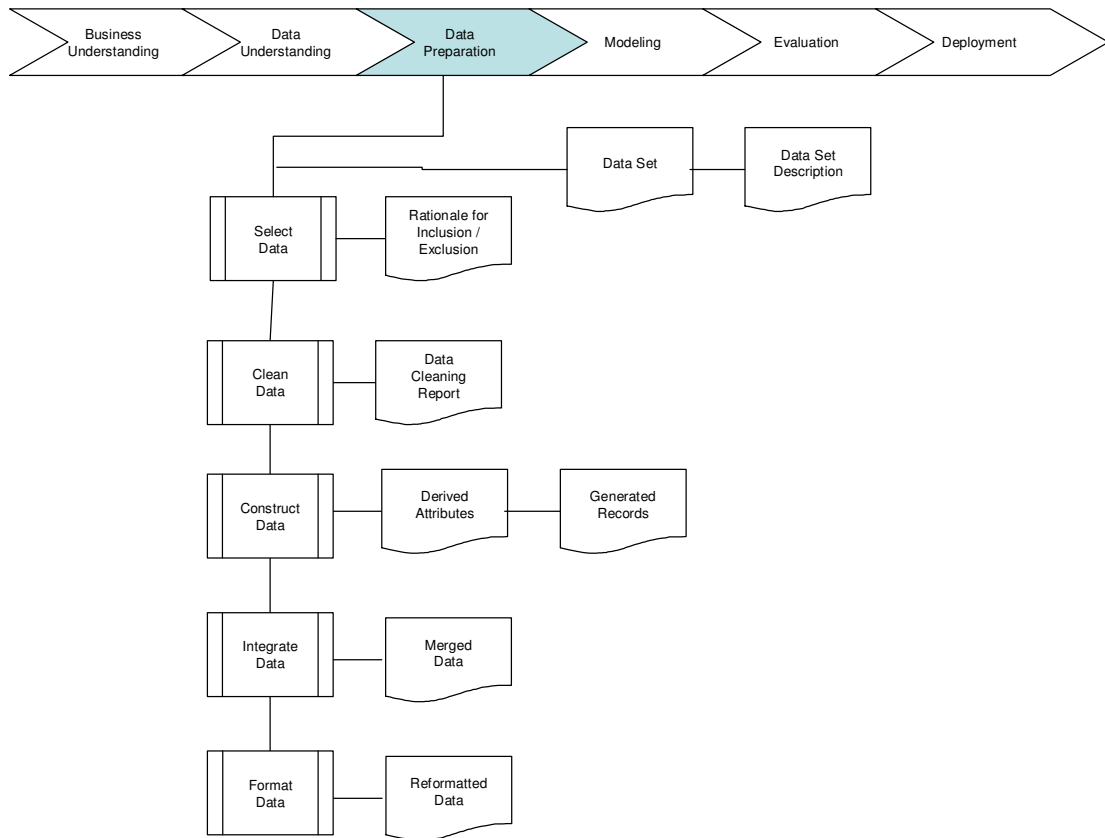 Business
Understanding
Data
Understanding
Data
Preparation
Modeling
Evaluation
Deployment
Data Set
Data Set
Description
Select
Data
Rationale for
Inclusion /
Exclusion
Clean
Data
Data
Cleaning
Report
Construct
Data
Derived
Attributes
Generated
Records
Integrate
Data
Merged
Data
Format
Data
Reformatted
Data